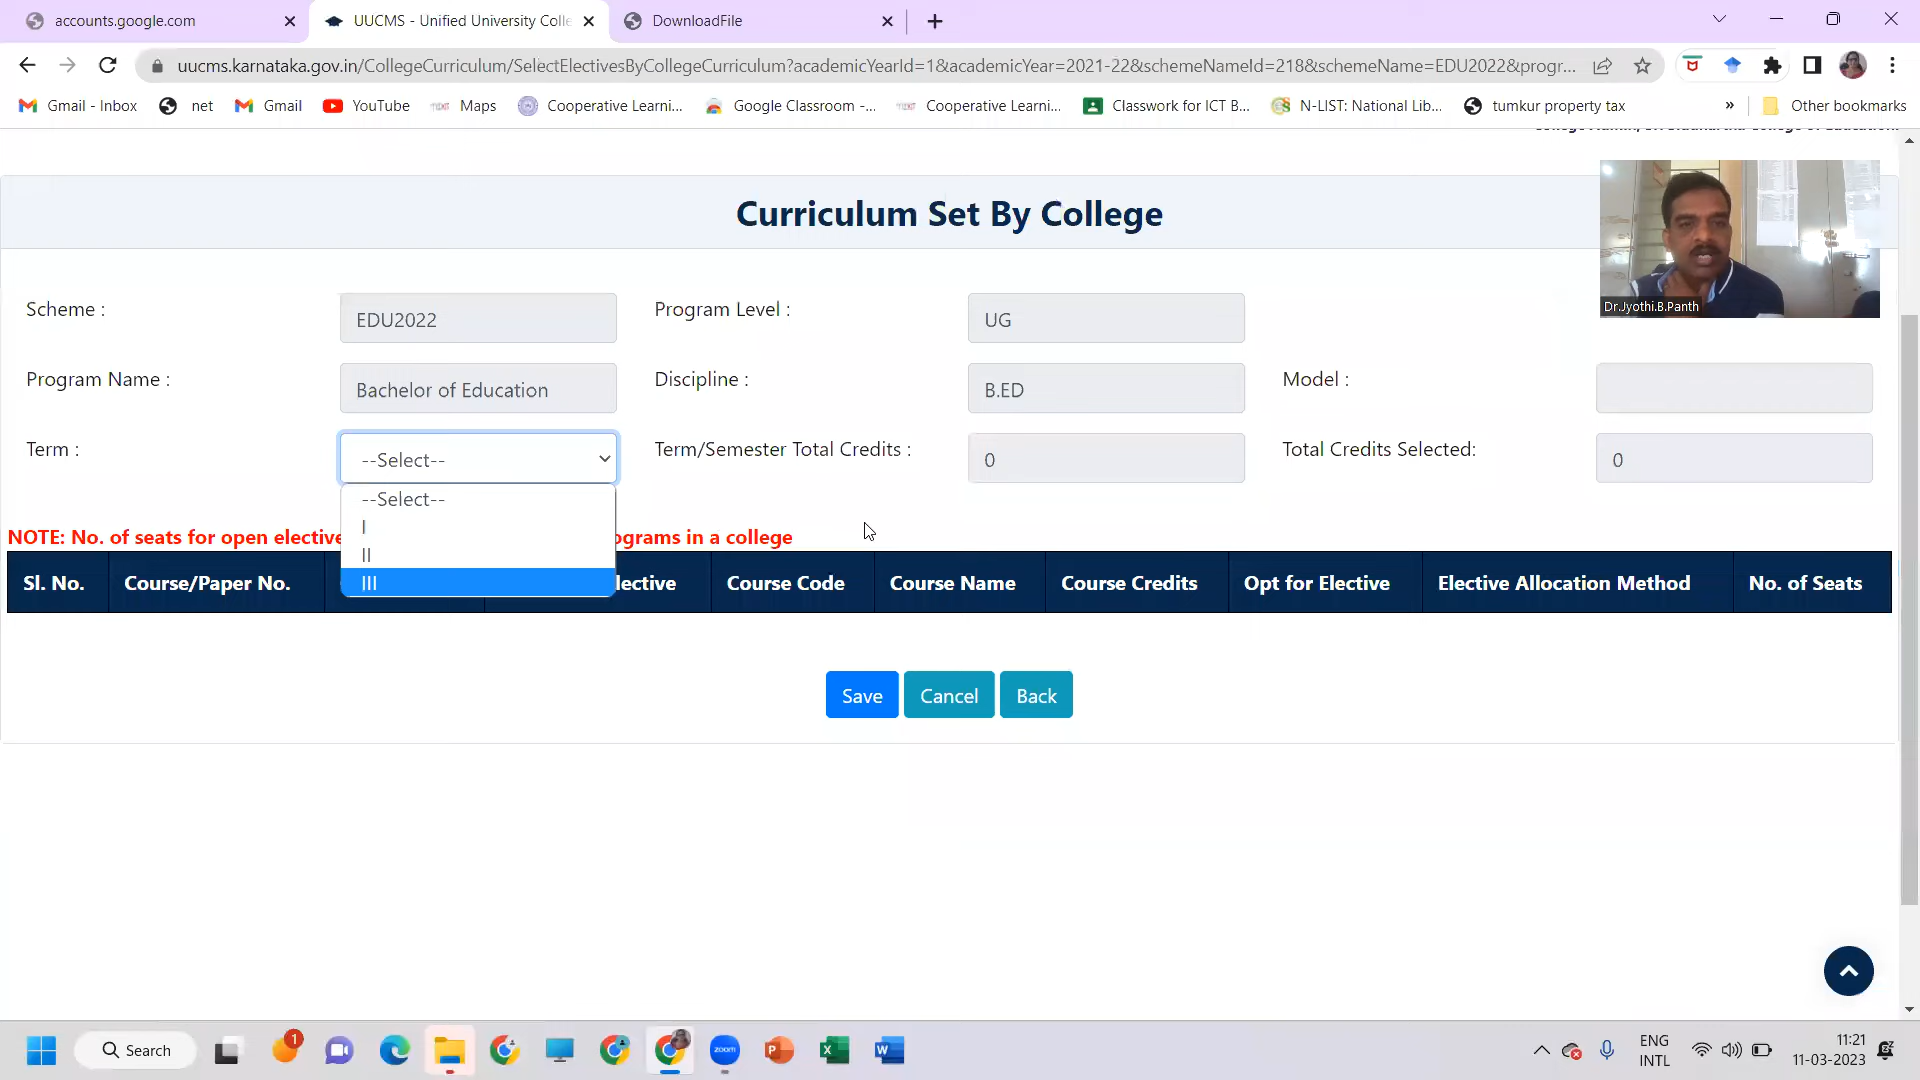 accounts.google.com
UUCMS - Unified University Colle
DownloadFile
uucms.karnataka.gov.in/CollegeCurriculum/SelectElectivesByCollegeCurriculum?academicYearId=1&academicYear=2021-22&schemeNameId=218&schemeName=EDU2022&progr...
Gmail - Inbox
net
Gmail
YouTube
Maps
Cooperative Learni...
Google Classroom -...
Cooperative Learni...
Classwork for ICT B...
N-LIST: National Lib...
tumkur property tax
»
Other bookmarks
Curriculum Set By College
Dr.Jyothi.B.Panth
Scheme :
EDU2022
Program Level :
UG
Program Name :
Bachelor of Education
Discipline :
B.ED
Model :
Term :
--Select--
Term/Semester Total Credits :
0
Total Credits Selected:
0
--Select--
I
II
III
NOTE: No. of seats for open elective
ograms in a college
Sl. No.
Course/Paper No.
lective
Course Code
Course Name
Course Credits
Opt for Elective
Elective Allocation Method
No. of Seats
Save
Cancel
Back
Search
1
zoom
ENG
INTL
11:21
11-03-2023